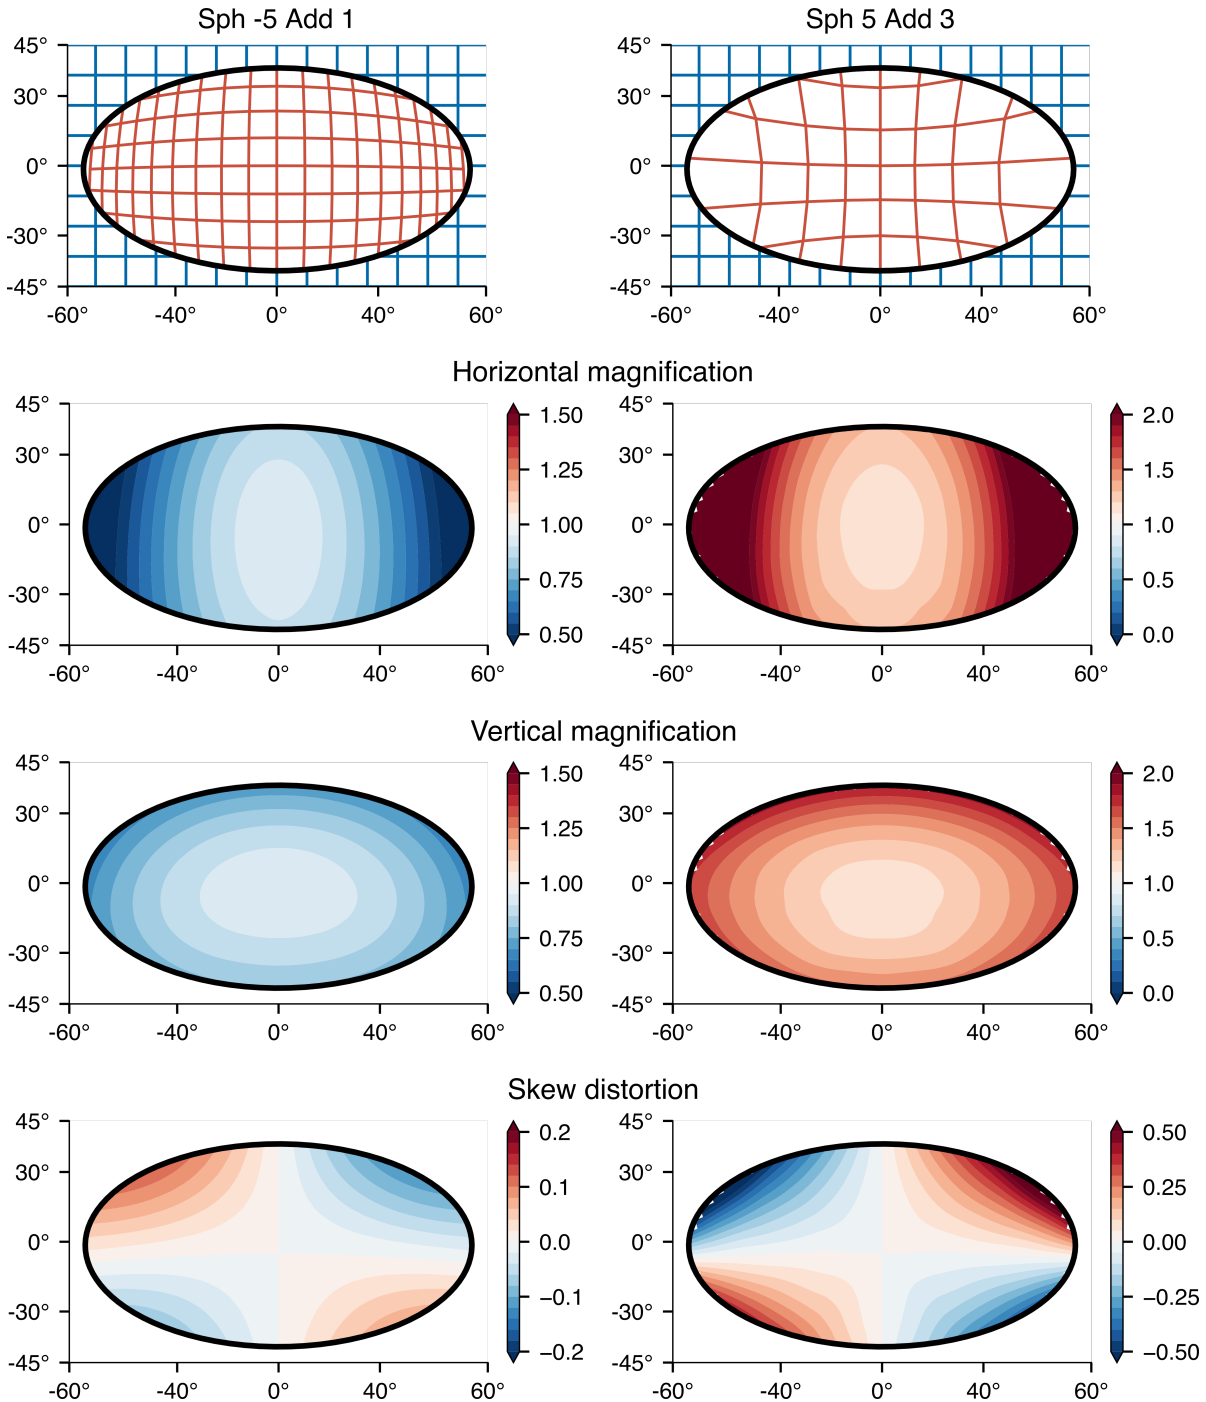 Sph -5 Add 1
Sph 5 Add 3
45° 45°
30° 30°
0° 0°
-30° -30°
-45° -45°
-60° -40° 0° 40° 60° -60° -40° 0° 40° 60°
Horizontal magnification
45° 1.50 45° 2.0
30° 1.25 30° 1.5
0° 1.00 0° 1.0
-30° 0.75 -30° 0.5
-45° 0.50 -45° 0.0
-60° -40° 0° 40° 60° -60° -40° 0° 40° 60°
Vertical magnification
45° 1.50 45° 2.0
30° 1.25 30° 1.5
0° 1.00 0° 1.0
-30° 0.75 -30° 0.5
-45° 0.50 -45° 0.0
-60° -40° 0° 40° 60° -60° -40° 0° 40° 60°
Skew distortion
45° 0.2 45° 0.50
30° 0.1 30° 0.25
0° 0.0 0° 0.00
-30° −0.1 -30° −0.25
-45° −0.2 -45° −0.50
-60° -40° 0° 40° 60° -60° -40° 0° 40° 60°